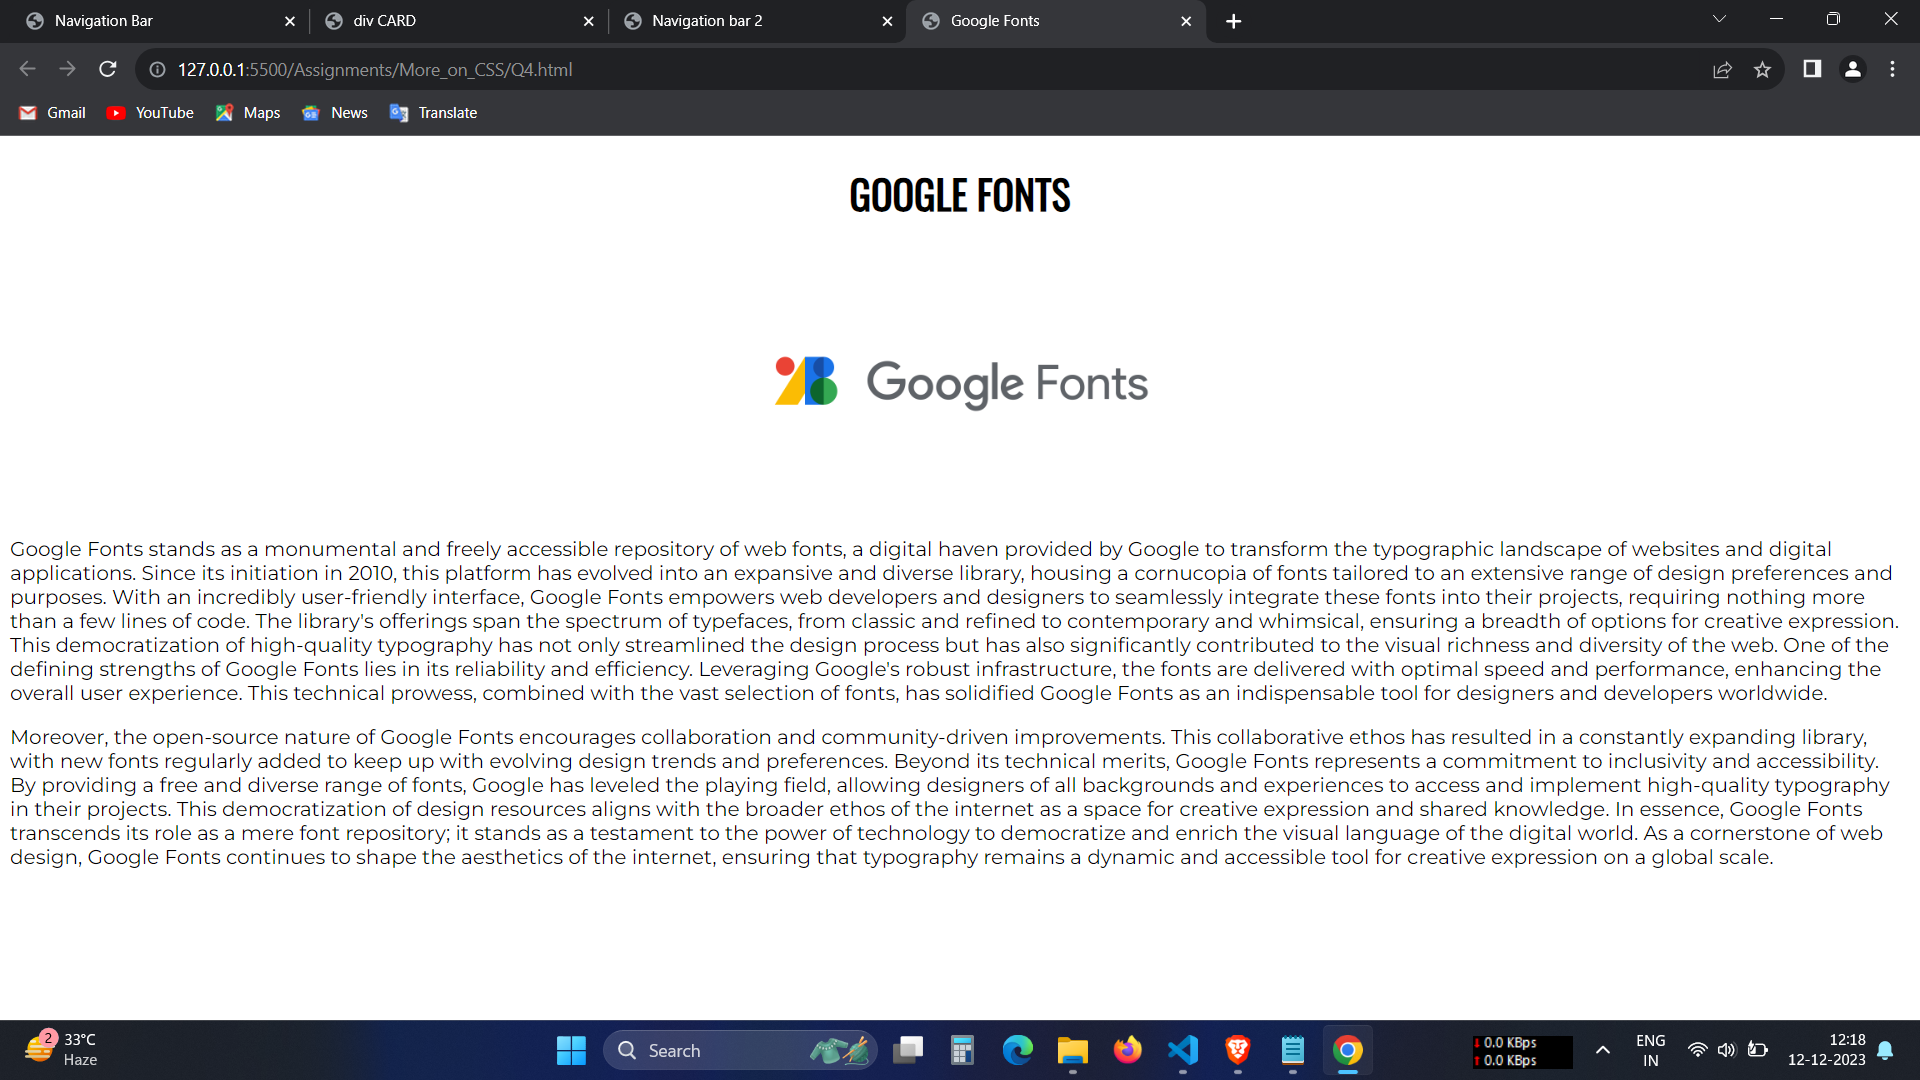 Navigation Bar
div CARD
Navigation bar 2
Google Fonts
127.0.0.1:5500/Assignments/More_on_CSS/Q4.html
Gmail
YouTube
Maps
News
Translate
GOOGLE FONTS
Google Fonts
Google Fonts stands as a monumental and freely accessible repository of web fonts, a digital haven provided by Google to transform the typographic landscape of websites and digital
applications. Since its initiation in 2010, this platform has evolved into an expansive and diverse library, housing a cornucopia of fonts tailored to an extensive range of design preferences and
purposes. With an incredibly user-friendly interface, Google Fonts empowers web developers and designers to seamlessly integrate these fonts into their projects, requiring nothing more
than a few lines of code. The library's offerings span the spectrum of typefaces, from classic and refined to contemporary and whimsical, ensuring a breadth of options for creative expression.
This democratization of high-quality typography has not only streamlined the design process but has also significantly contributed to the visual richness and diversity of the web. One of the
defining strengths of Google Fonts lies in its reliability and efficiency. Leveraging Google's robust infrastructure, the fonts are delivered with optimal speed and performance, enhancing the
overall user experience. This technical prowess, combined with the vast selection of fonts, has solidified Google Fonts as an indispensable tool for designers and developers worldwide.
Moreover, the open-source nature of Google Fonts encourages collaboration and community-driven improvements. This collaborative ethos has resulted in a constantly expanding library,
with new fonts regularly added to keep up with evolving design trends and preferences. Beyond its technical merits, Google Fonts represents a commitment to inclusivity and accessibility.
By providing a free and diverse range of fonts, Google has leveled the playing field, allowing designers of all backgrounds and experiences to access and implement high-quality typography
in their projects. This democratization of design resources aligns with the broader ethos of the internet as a space for creative expression and shared knowledge. In essence, Google Fonts
transcends its role as a mere font repository; it stands as a testament to the power of technology to democratize and enrich the visual language of the digital world. As a cornerstone of web
design, Google Fonts continues to shape the aesthetics of the internet, ensuring that typography remains a dynamic and accessible tool for creative expression on a global scale.
2
33°C
Haze
Search
0.0 KBps
0.0 KBps
ENG
IN
12:18
12-12-2023